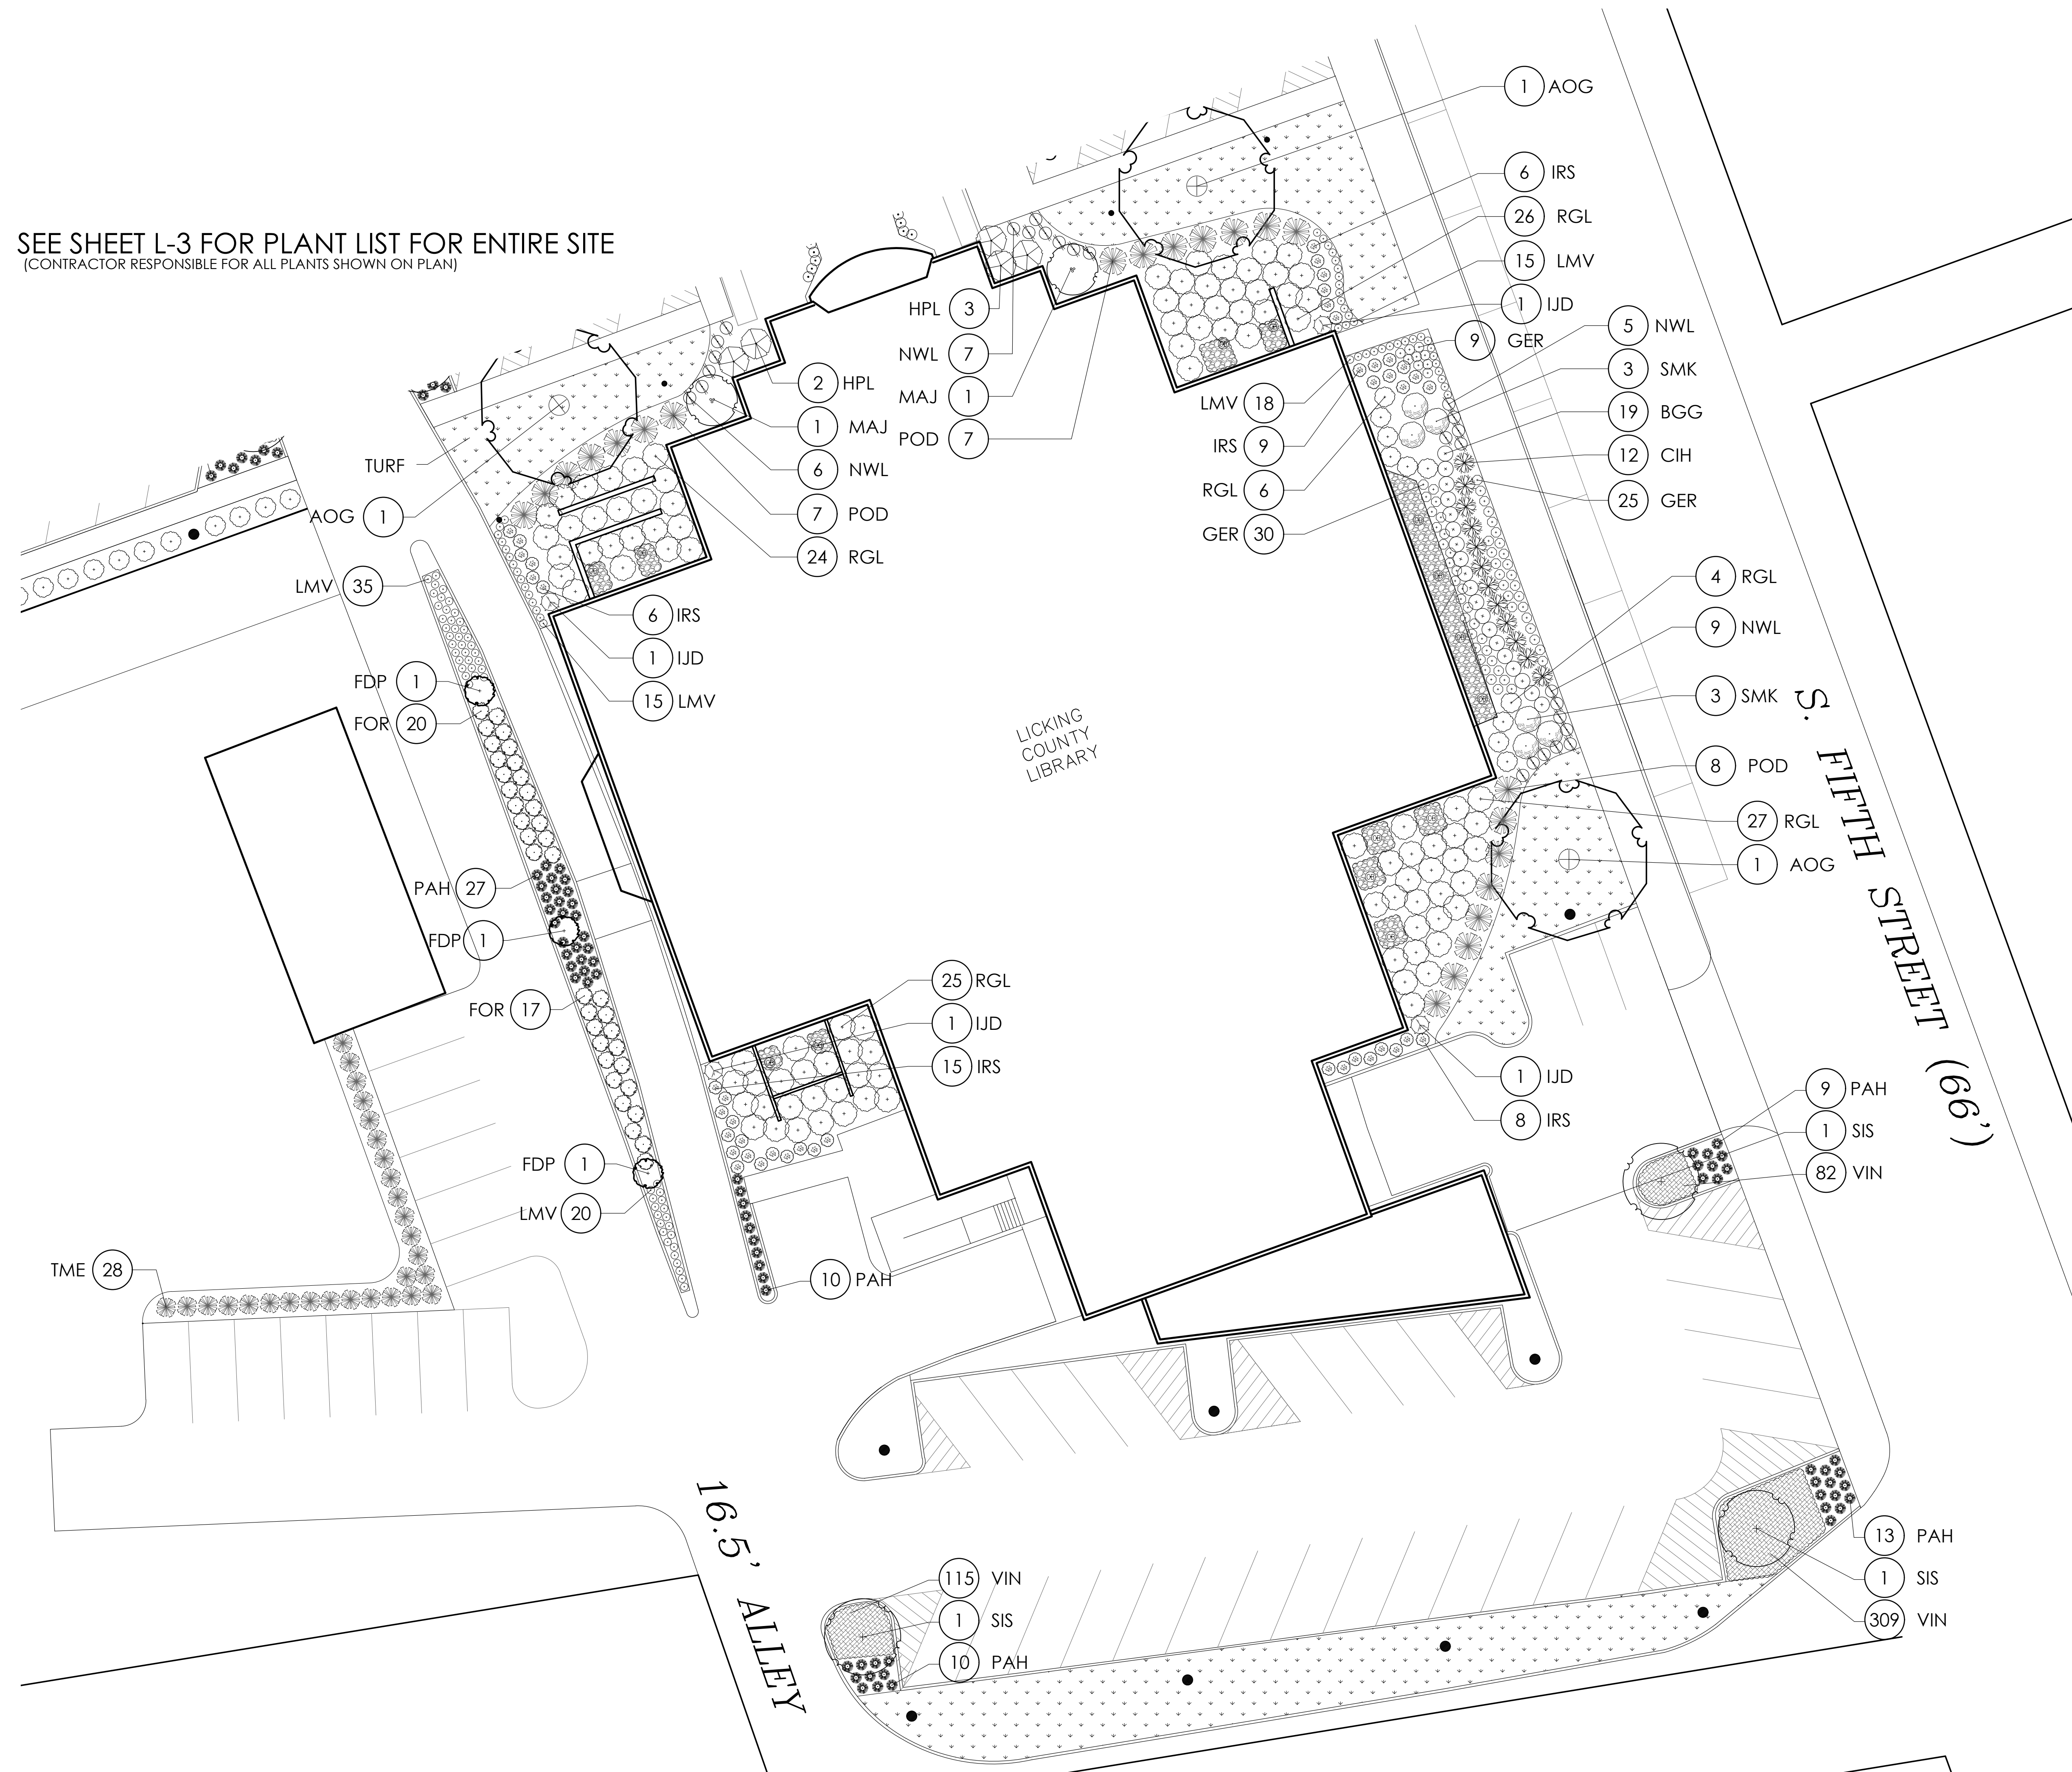 1 AOG
6 IRS
26 RGL
15 LMV
1 IJD
9 GER
SEE SHEET L-3 FOR PLANT LIST FOR ENTIRE SITE
(CONTRACTOR RESPONSIBLE FOR ALL PLANTS SHOWN ON PLAN)
HPL 3
NWL 7
MAJ 1
POD 7
2 HPL
1 MAJ
6 NWL
7 POD
24 RGL
TURF
AOG 1
LMV 18
IRS 9
RGL 6
GER 30
5 NWL
3 SMK
19 BGG
12 CIH
25 GER
LMV 35
6 IRS
1 IJD
15 LMV
FDP 1
FOR 20
LICKING
COUNTY
LIBRARY
4 RGL
9 NWL
3 SMK
8 POD
27 RGL
1 AOG
S. FIFTH STREET (66')
PAH 27
FDP 1
FOR 17
25 RGL
1 IJD
15 IRS
1 IJD
8 IRS
9 PAH
1 SIS
82 VIN
FDP 1
LMV 20
TME 28
10 PAH
16.5' ALLEY
115 VIN
1 SIS
10 PAH
13 PAH
1 SIS
309 VIN